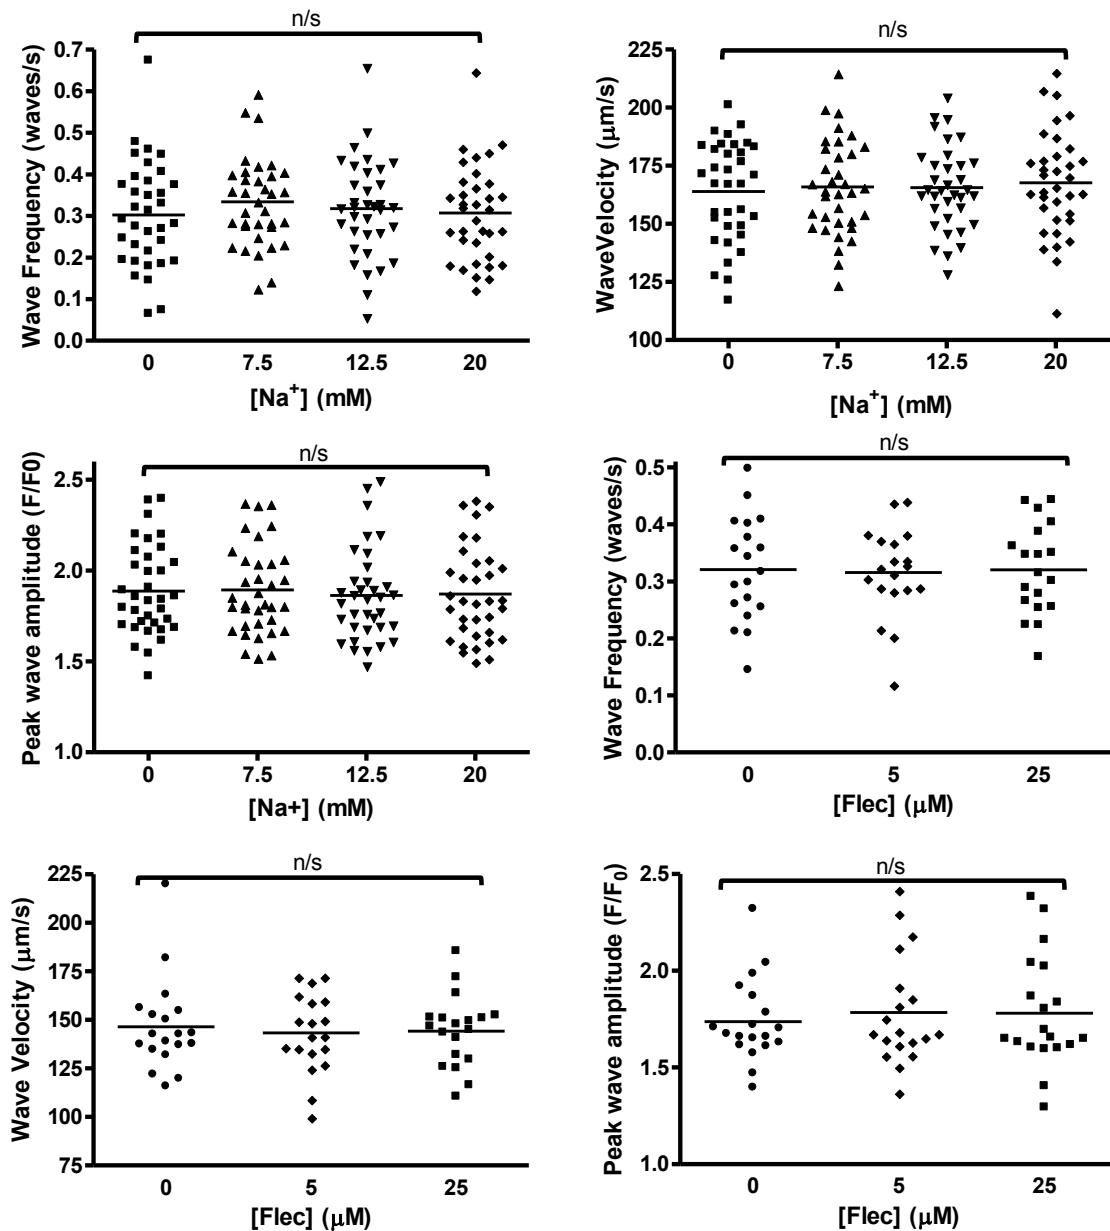 n/s
Wave Frequency (waves/s)
0.7
0.6
0.5
0.4
0.3
0.2
0.1
0.0
0 7.5 12.5 20
[Na+] (mM)
n/s
WaveVelocity (μm/s)
225
200
175
150
125
100
0 7.5 12.5 20
[Na+] (mM)
n/s
Peak wave amplitude (F/F0)
2.5
2.0
1.5
1.0
0 7.5 12.5 20
[Na+] (mM)
n/s
Wave Frequency (waves/s)
0.5
0.4
0.3
0.2
0.1
0.0
0 5 25
[Flec] (μM)
n/s
Wave Velocity (μm/s)
225
200
175
150
125
100
75
0 5 25
[Flec] (μM)
n/s
Peak wave amplitude (F/F0)
2.5
2.0
1.5
1.0
0 5 25
[Flec] (μM)